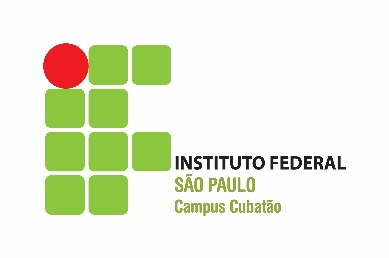 INSTITUTO FEDERAL
SÃO PAULO
Campus Cubatão